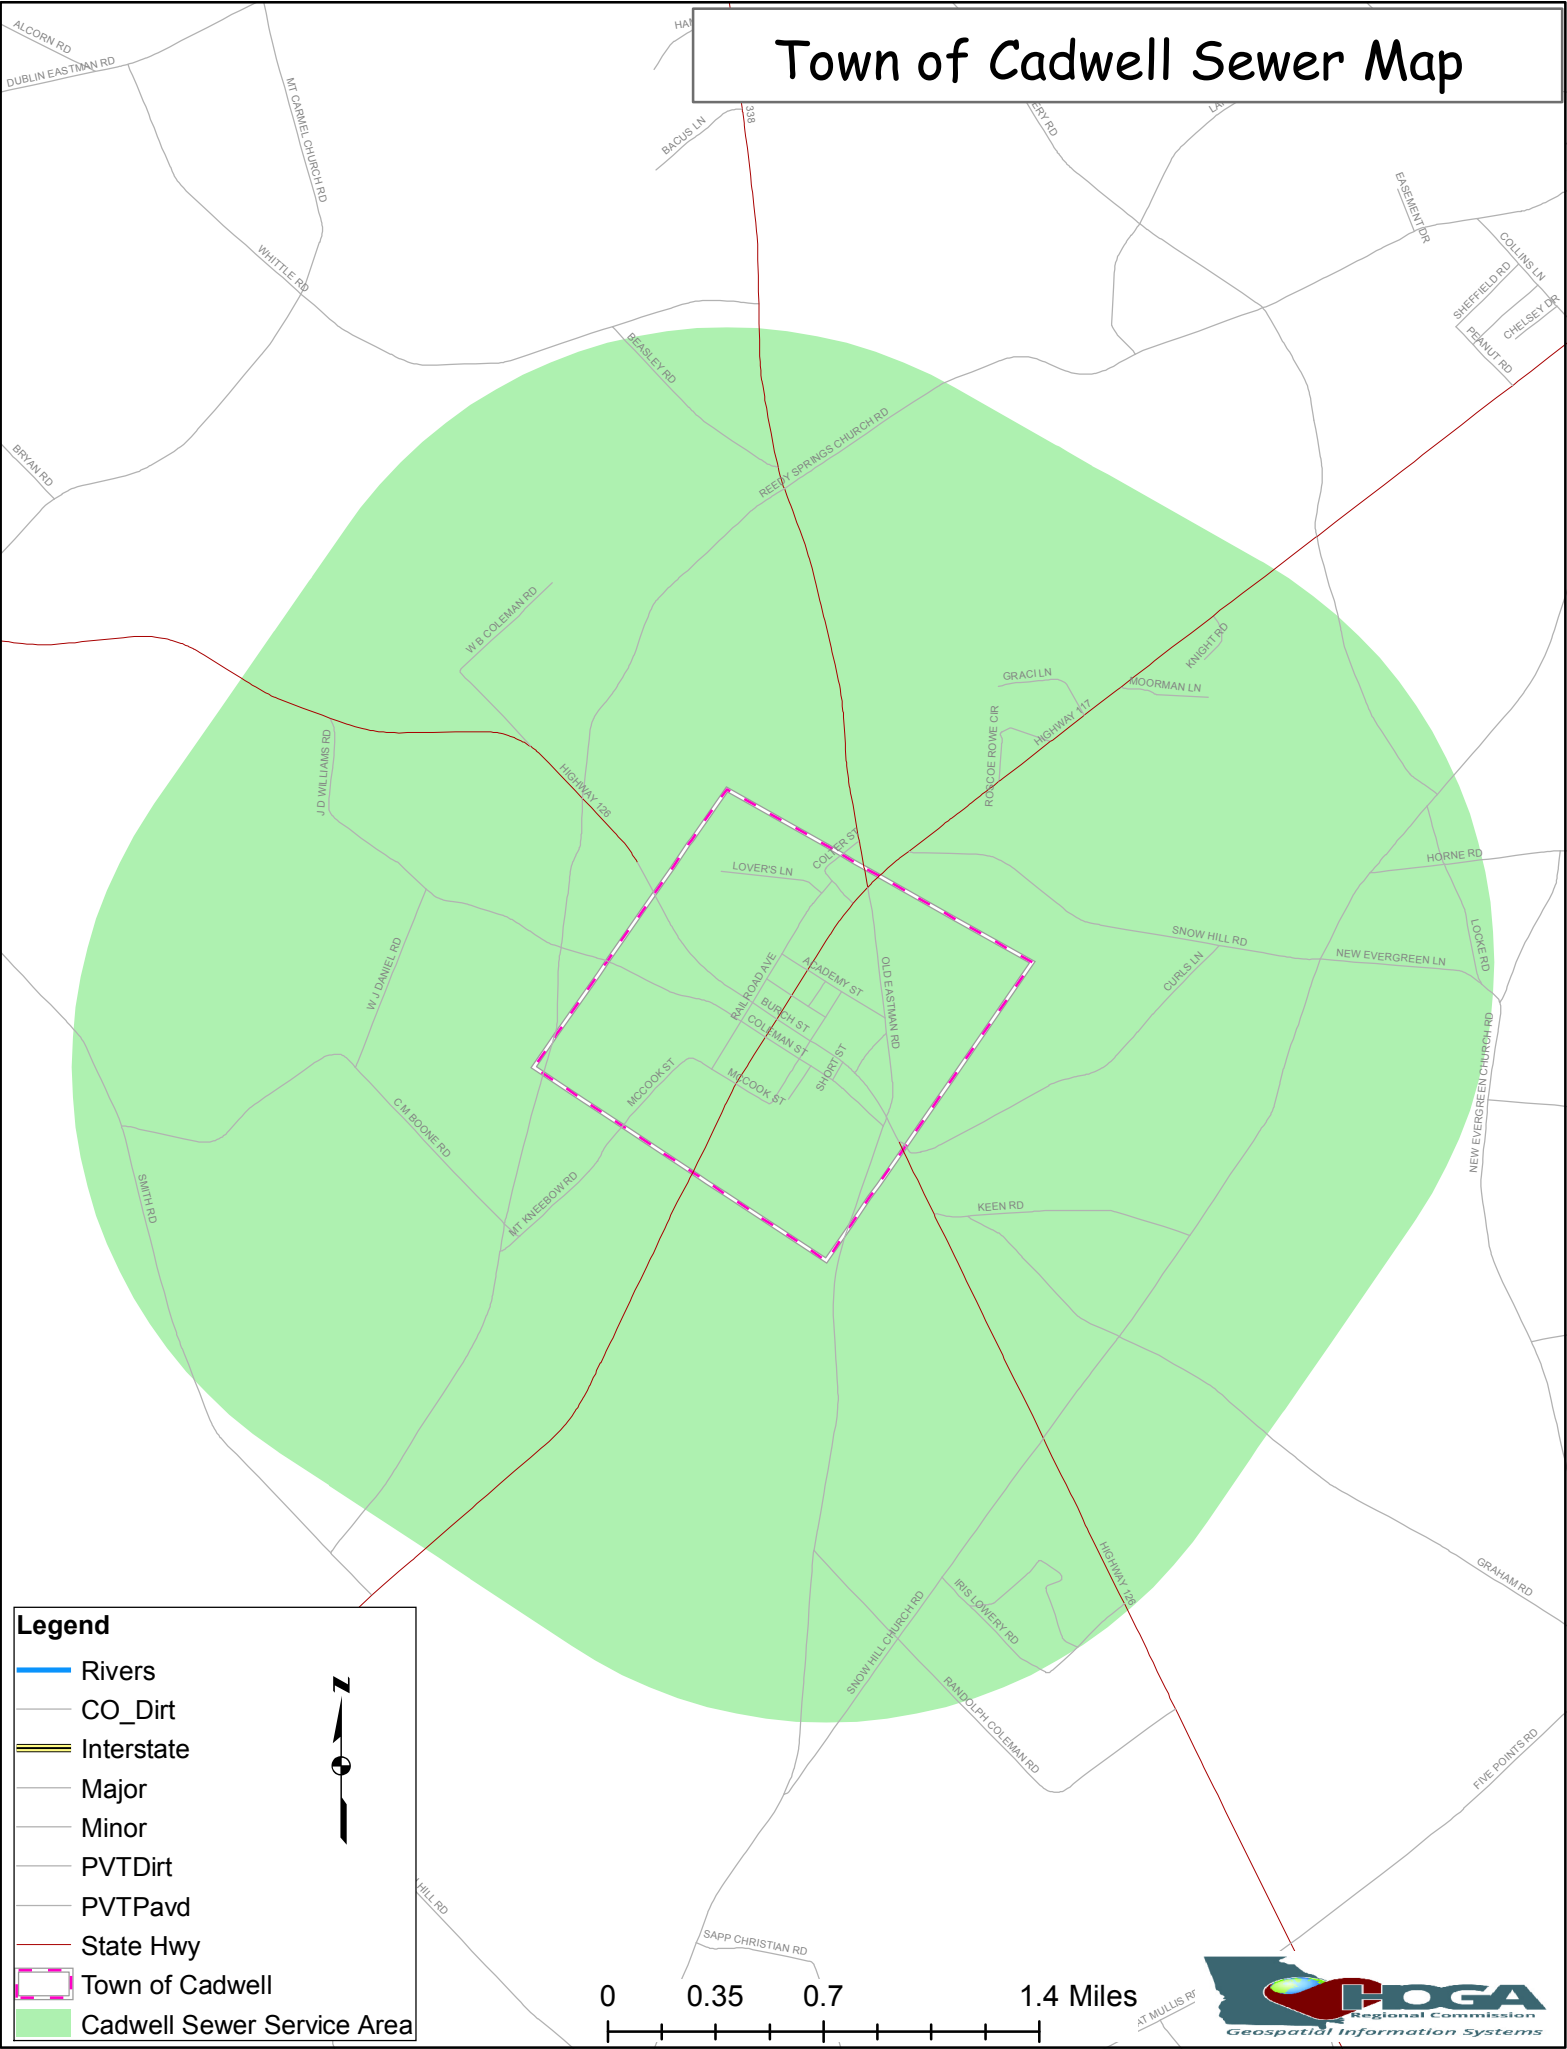 Town of Cadwell Sewer Map
ALCORN RD
DUBLIN EASTMAN RD
MT CARMEL CHURCH RD
WHITTLE RD
BRYAN RD
BACUS LN
338
ERY RD
EASEMENT DR
COLLINS LN
SHEFFIELD RD
CHELSEY DR
PEANUT RD
BEASLEY RD
REEDY SPRINGS CHURCH RD
W B COLEMAN RD
J D WILLIAMS RD
HIGHWAY 126
GRACI LN
MOORMAN LN
KNIGHT RD
HIGHWAY 117
ROSCOE ROWE CIR
COLTER ST
LOVER'S LN
HORNE RD
LOCKE RD
SNOW HILL RD
NEW EVERGREEN LN
CURLS LN
W J DANIEL RD
RAILROAD AVE
ACADEMY ST
BURCH ST
COLEMAN ST
OLD EASTMAN RD
SHORT ST
MCCOOK ST
MCCOOK ST
NEW EVERGREEN CHURCH RD
C M BOONE RD
SMITH RD
MT KNEEBOW RD
KEEN RD
HIGHWAY 126
GRAHAM RD
IRIS LOWERY RD
SNOW HILL CHURCH RD
RANDOLPH COLEMAN RD
FIVE POINTS RD
HILL RD
SAPP CHRISTIAN RD
AT MULLIS RD
Legend
Rivers
CO_Dirt
Interstate
Major
Minor
PVTDirt
PVTPavd
State Hwy
Town of Cadwell
Cadwell Sewer Service Area
N
0 0.35 0.7 1.4 Miles
HOGA
Regional Commission
Geospatial Information Systems